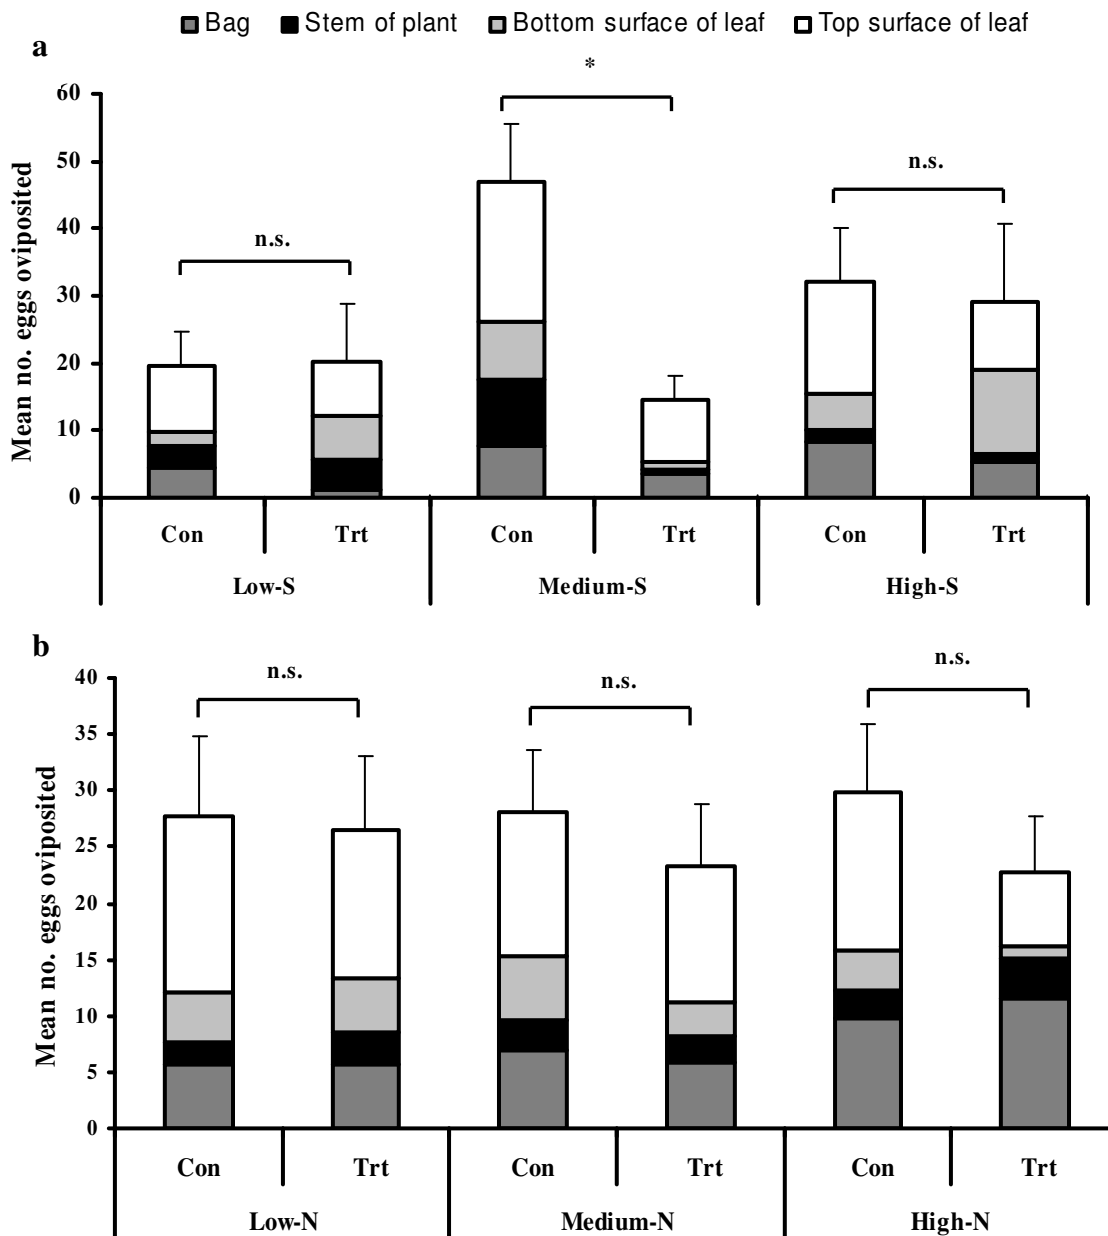 Bag Stem of plant Bottom surface of leaf Top surface of leaf
a
*
60
50
40
30
20
10
0
Mean no. eggs oviposited
n.s.
n.s.
Con Trt Con Trt Con Trt
Low-S Medium-S High-S
b
40
35
30
25
20
15
10
5
0
Mean no. eggs oviposited
n.s. n.s. n.s.
Con Trt Con Trt Con Trt
Low-N Medium-N High-N